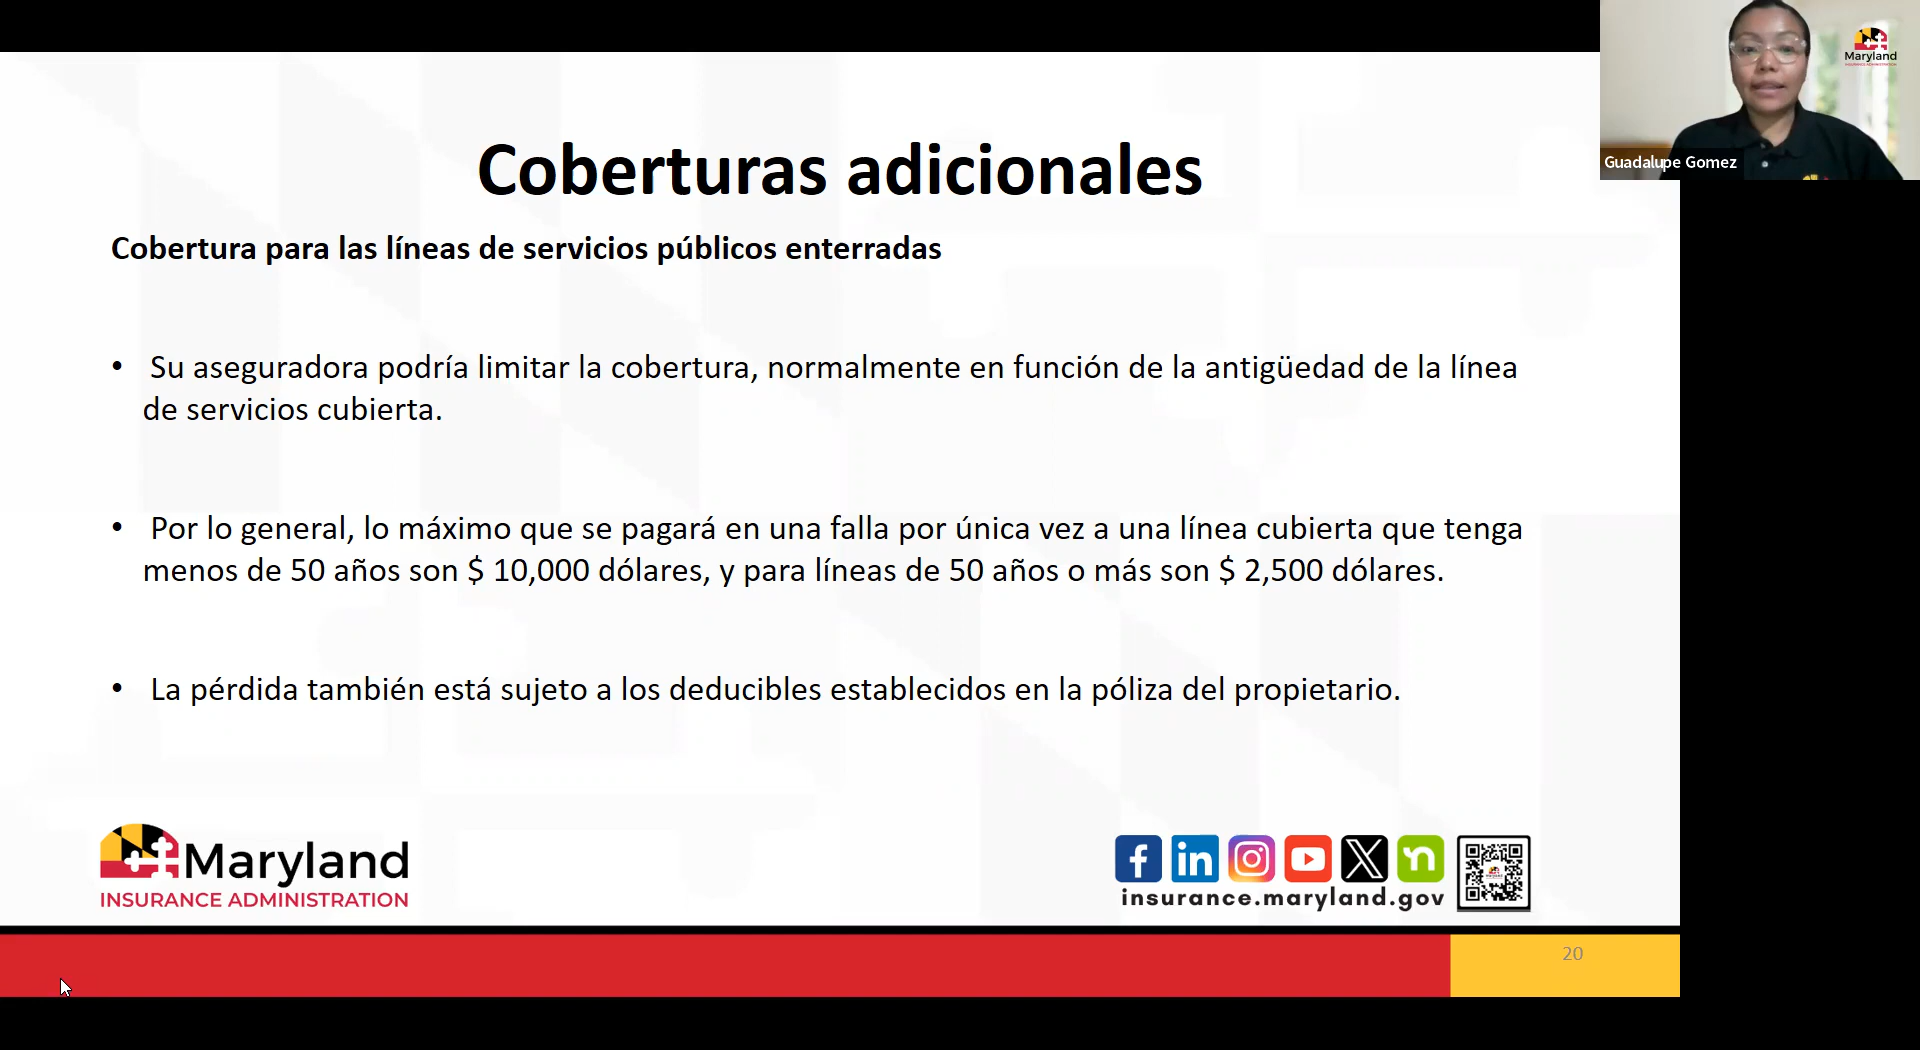 Coberturas adicionales
Cobertura para las líneas de servicios públicos enterradas
• Su aseguradora podría limitar la cobertura, normalmente en función de la antigüedad de la línea
de servicios cubierta.
• Por lo general, lo máximo que se pagará en una falla por única vez a una línea cubierta que tenga
menos de 50 años son $ 10,000 dólares, y para líneas de 50 años o más son $ 2,500 dólares.
• La pérdida también está sujeto a los deducibles establecidos en la póliza del propietario.
Maryland
INSURANCE ADMINISTRATION
insurance.maryland.gov
20
Maryland
Guadalupe Gomez